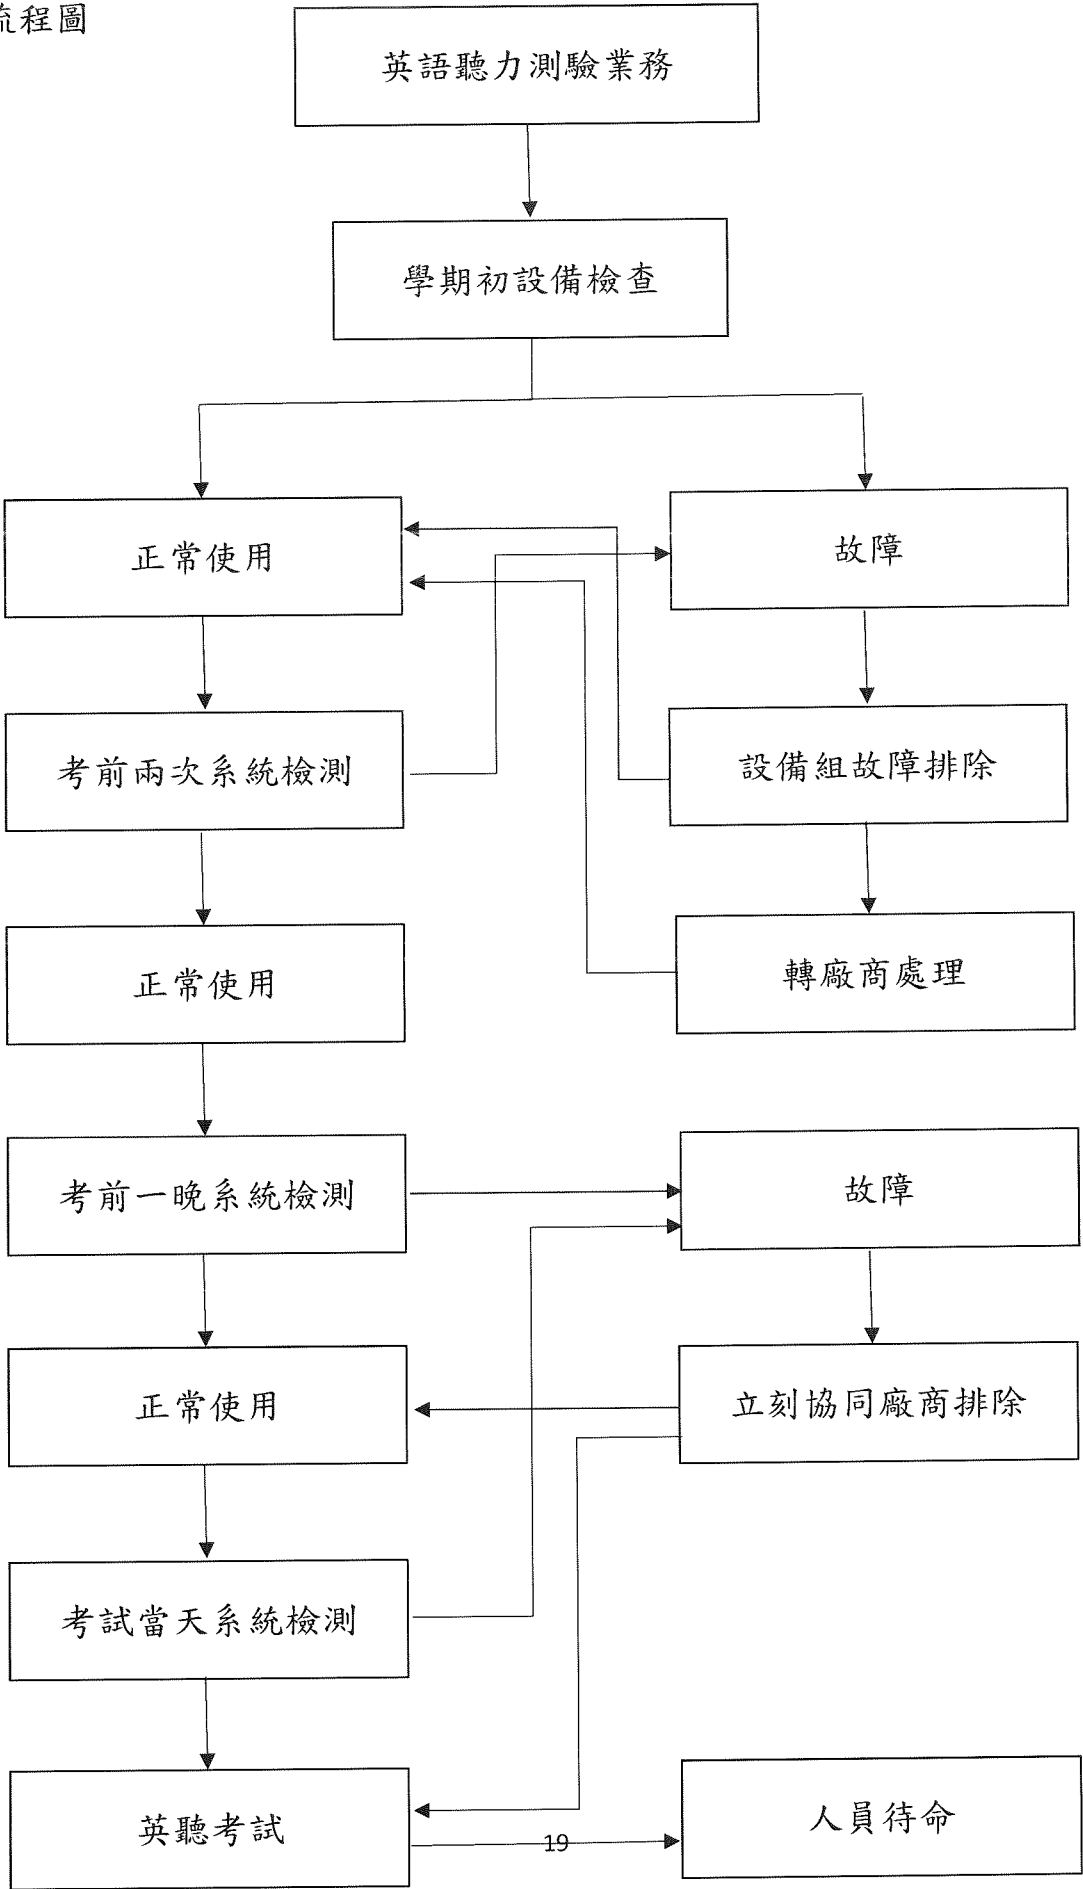 流程圖
英語聽力測驗業務
學期初設備檢查
正常使用
故障
考前兩次系統檢測
設備組故障排除
正常使用
轉廠商處理
考前一晚系統檢測
故障
正常使用
立刻協同廠商排除
考試當天系統檢測
英聽考試
人員待命
19